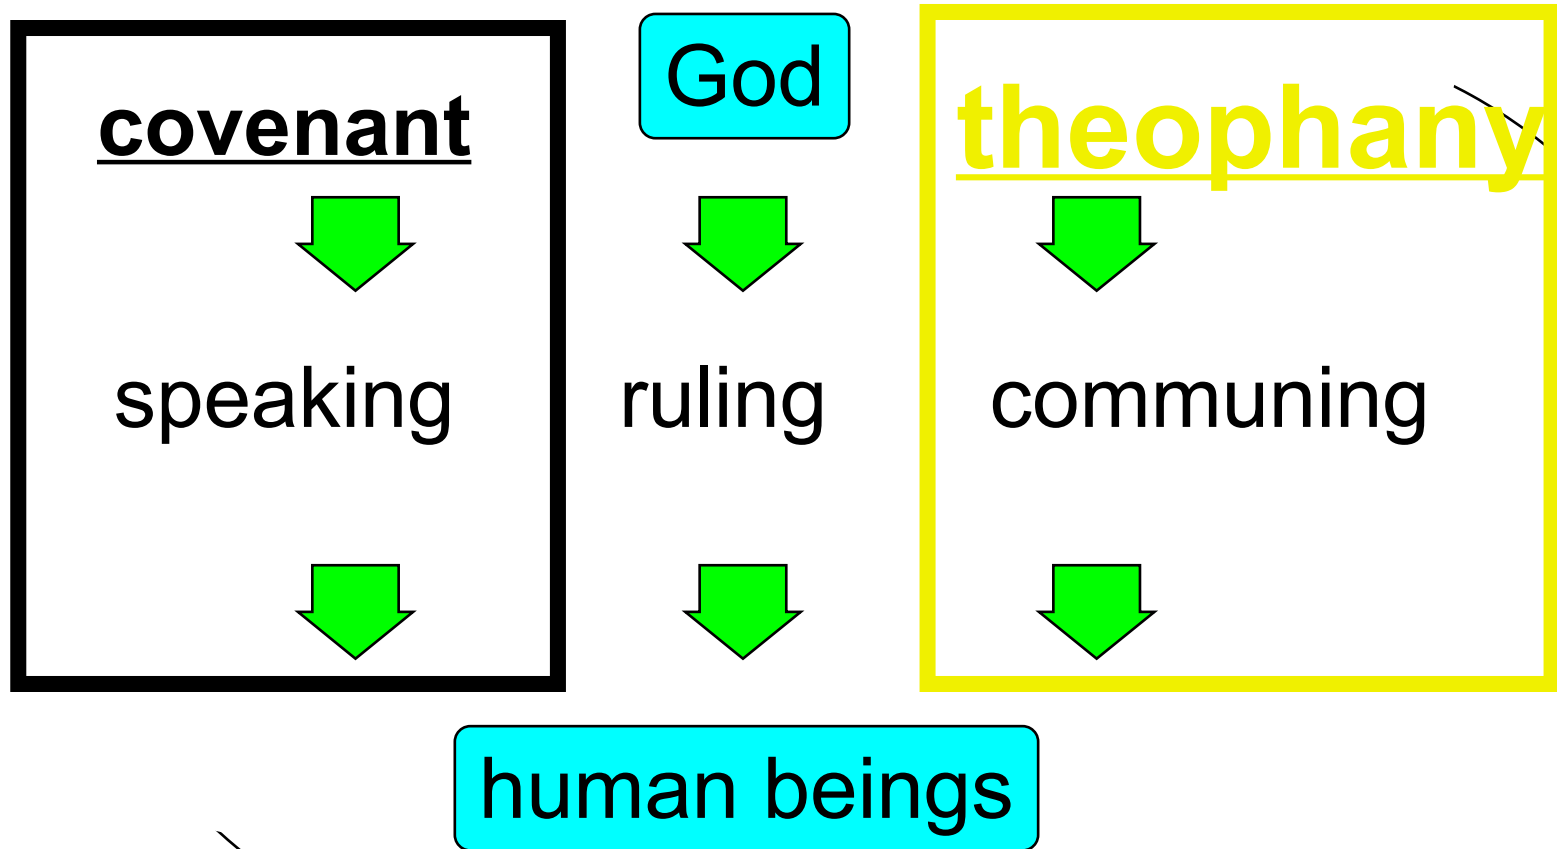 God
covenant
theophany
speaking
ruling
communing
human beings